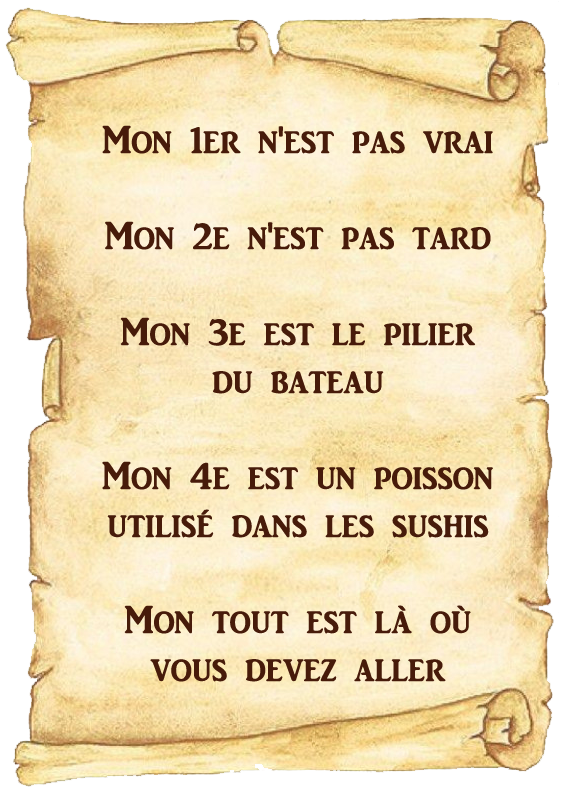 Mon 1er n'est pas vrai
Mon 2e n'est pas tard
Mon 3e est le pilier
du bateau
Mon 4e est un poisson
utilisé dans les sushis
Mon tout est là où
vous devez aller